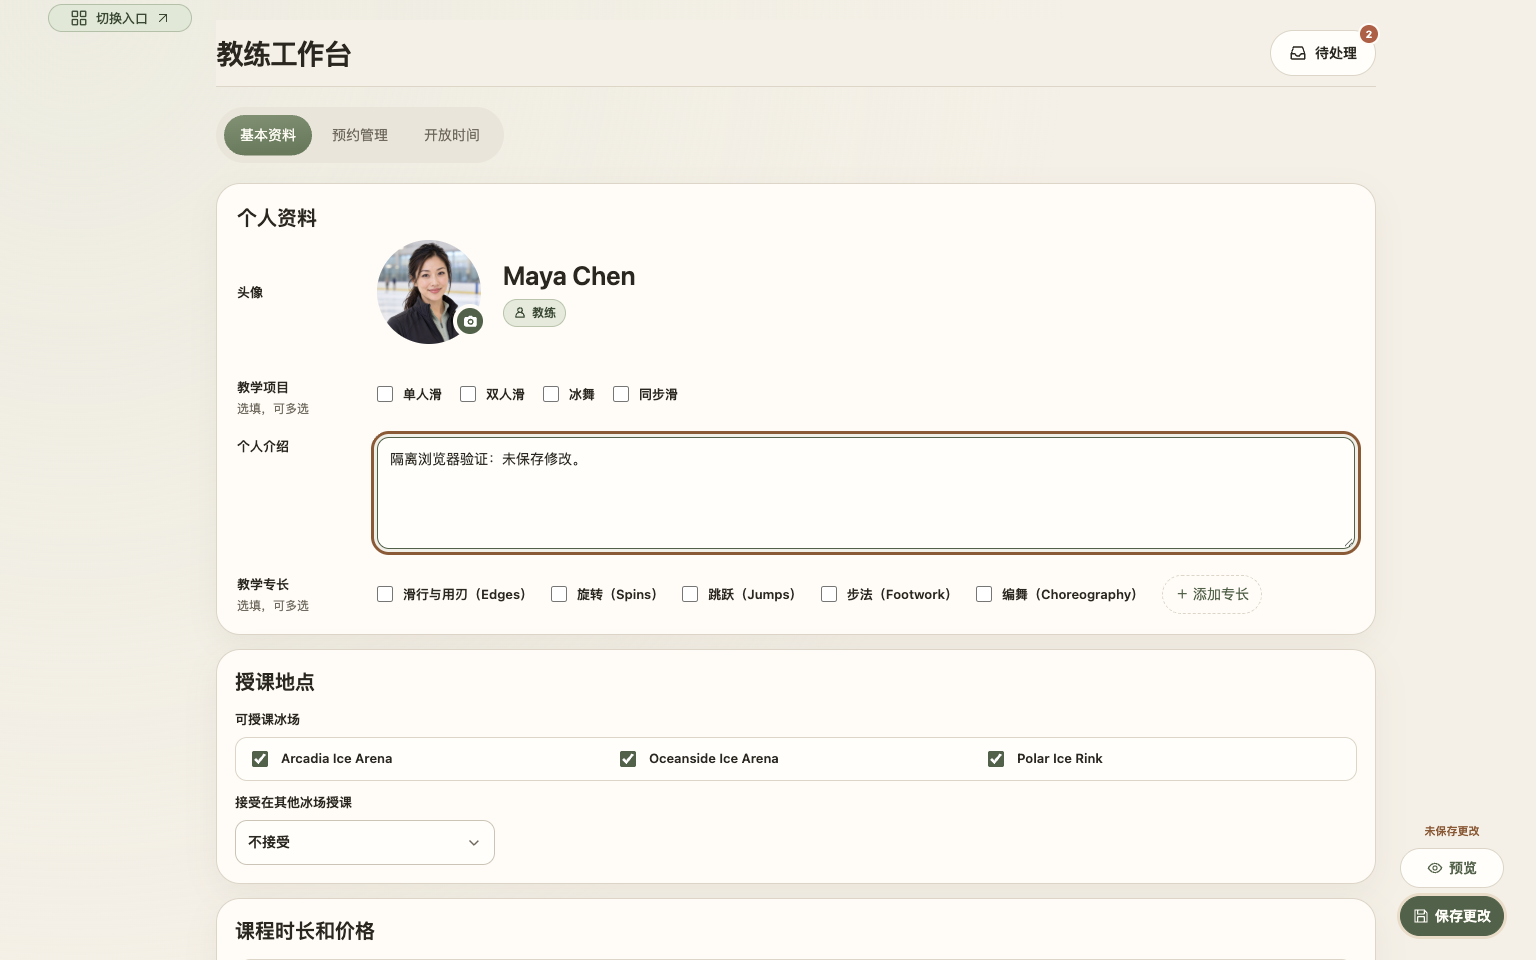 切换入口
教练工作台
待处理
2
基本资料
预约管理
开放时间
个人资料
头像
Maya Chen
教练
教学项目
选填，可多选
单人滑
双人滑
冰舞
同步滑
个人介绍
隔离浏览器验证：未保存修改。
教学专长
选填，可多选
滑行与用刃（Edges）
旋转（Spins）
跳跃（Jumps）
步法（Footwork）
编舞（Choreography）
+ 添加专长
授课地点
可授课冰场
Arcadia Ice Arena
Oceanside Ice Arena
Polar Ice Rink
接受在其他冰场授课
不接受
未保存更改
预览
保存更改
课程时长和价格